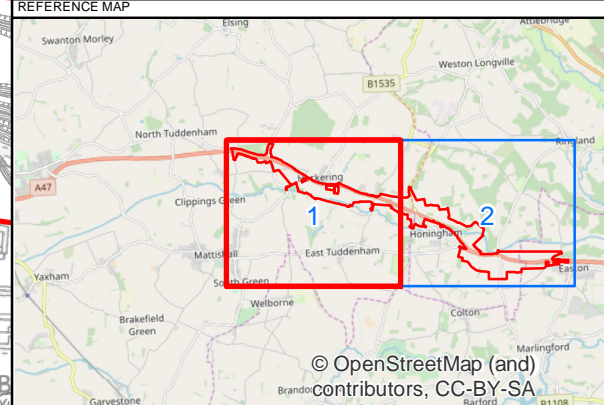 REFERENCE MAP
Elsing
Attlebridge
Swanton Morley
Weston Longville
B1535
North Tuddenham
Ringland
A47
Hockering
Clippings Green
1
2
Honingham
Mattishall
East Tuddenham
Easton
South Green
Yaxham
Welborne
Brakefield
Green
Colton
Marlingford
© OpenStreetMap (and)
contributors, CC-BY-SA
Garvestone
Barford
B1108